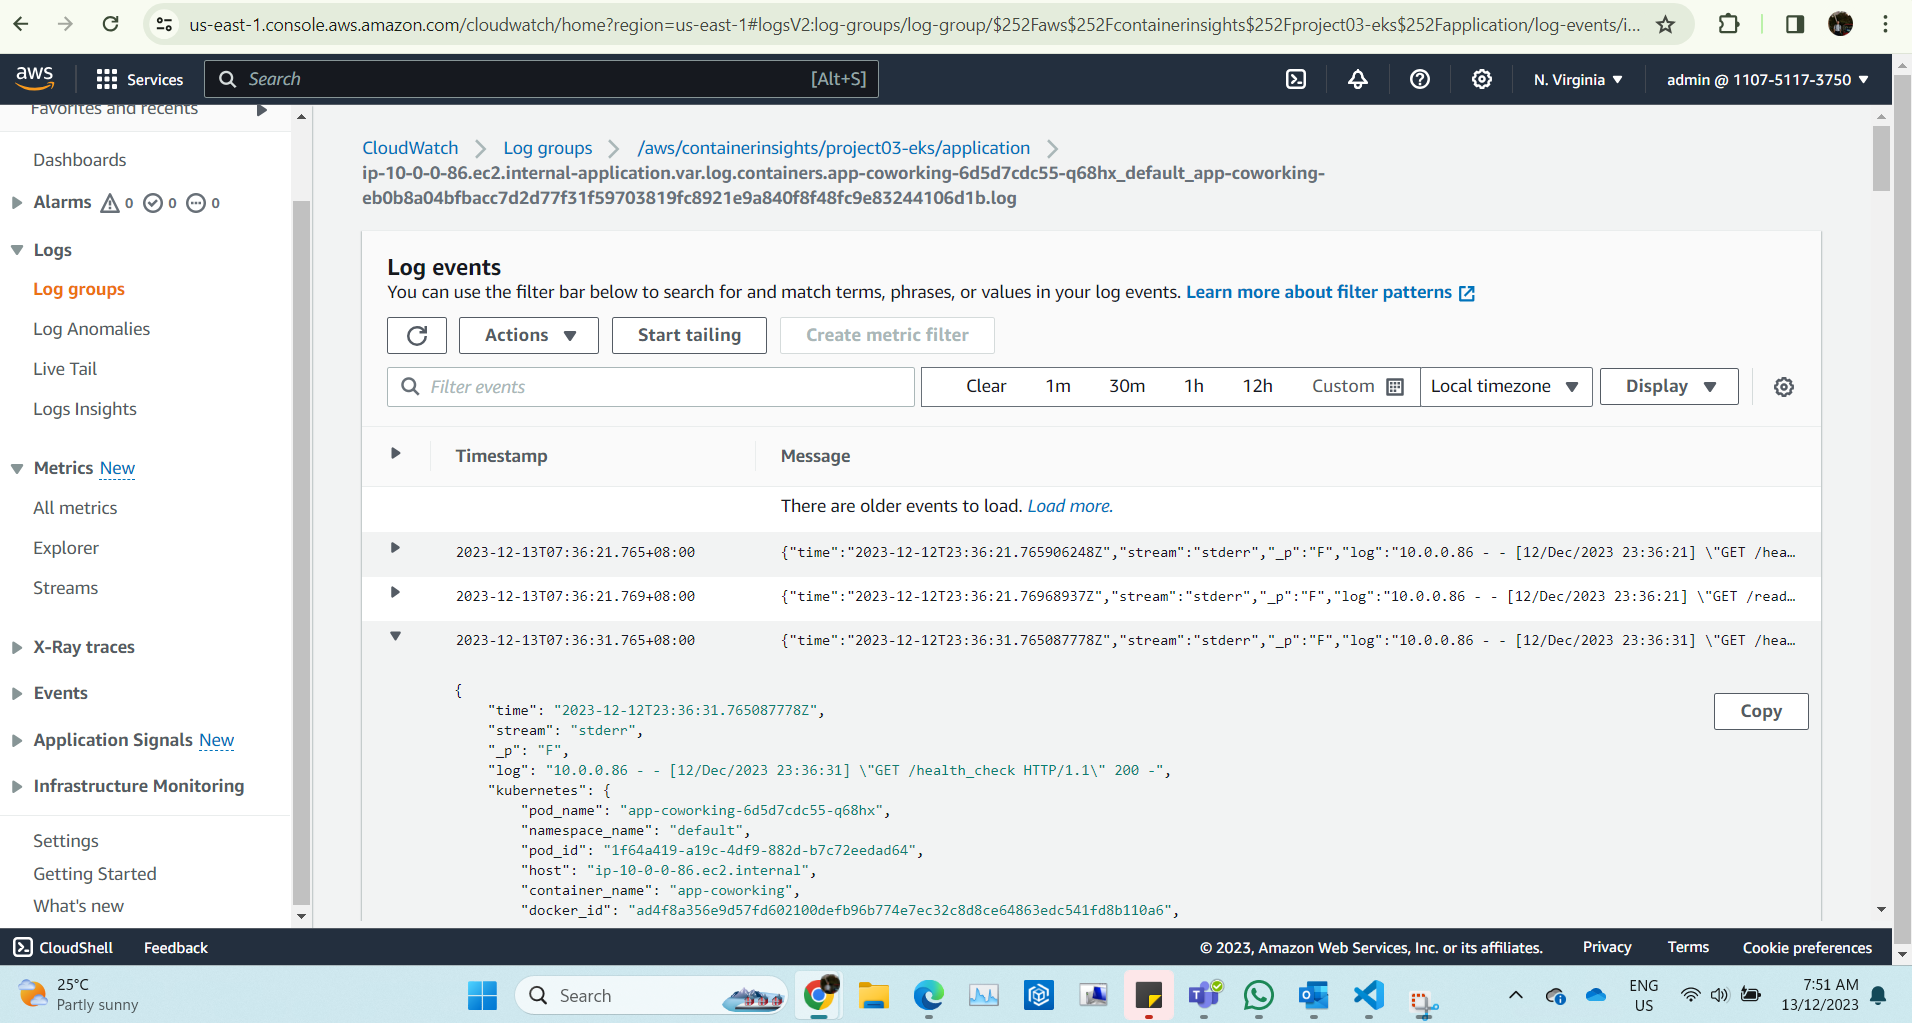 us-east-1.console.aws.amazon.com/cloudwatch/home?region=us-east-1#logsV2:log-groups/log-group/$252Faws$252Fcontainerinsights$252Fproject03-eks$252Fapplication/log-events/i...
aws
Services
Search
[Alt+S]
N. Virginia
admin @ 1107-5117-3750
Favorites and recents
Dashboards
Alarms 0 0 0
Logs
Log groups
Log Anomalies
Live Tail
Logs Insights
Metrics New
All metrics
Explorer
Streams
X-Ray traces
Events
Application Signals New
Infrastructure Monitoring
Settings
Getting Started
What's new
CloudWatch
Log groups
/aws/containerinsights/project03-eks/application
ip-10-0-0-86.ec2.internal-application.var.log.containers.app-coworking-6d5d7cdc55-q68hx_default_app-coworking-
eb0b8a04bfbacc7d2d77f31f59703819fc8921e9a840f8f48fc9e83244106d1b.log
Log events
You can use the filter bar below to search for and match terms, phrases, or values in your log events. Learn more about filter patterns
Actions
Start tailing
Create metric filter
Filter events
Clear 1m 30m 1h 12h Custom
Local timezone
Display
Timestamp Message
There are older events to load. Load more.
2023-12-13T07:36:21.765+08:00 {"time":"2023-12-12T23:36:21.765906248Z","stream":"stderr","_p":"F","log":"10.0.0.86 - - [12/Dec/2023 23:36:21] \"GET /hea...
2023-12-13T07:36:21.769+08:00 {"time":"2023-12-12T23:36:21.76968937Z","stream":"stderr","_p":"F","log":"10.0.0.86 - - [12/Dec/2023 23:36:21] \"GET /read...
2023-12-13T07:36:31.765+08:00 {"time":"2023-12-12T23:36:31.765087778Z","stream":"stderr","_p":"F","log":"10.0.0.86 - - [12/Dec/2023 23:36:31] \"GET /hea...
{
"time": "2023-12-12T23:36:31.765087778Z",
"stream": "stderr",
"_p": "F",
"log": "10.0.0.86 - - [12/Dec/2023 23:36:31] \"GET /health_check HTTP/1.1\" 200 -",
"kubernetes": {
"pod_name": "app-coworking-6d5d7cdc55-q68hx",
"namespace_name": "default",
"pod_id": "1f64a419-a19c-4df9-882d-b7c72eedad64",
"host": "ip-10-0-0-86.ec2.internal",
"container_name": "app-coworking",
"docker_id": "ad4f8a356e9d57fd602100defb96b774e7ec32c8d8ce64863edc541fd8b110a6",
Copy
CloudShell
Feedback
© 2023, Amazon Web Services, Inc. or its affiliates.
Privacy
Terms
Cookie preferences
25°C
Partly sunny
Search
ENG
US
7:51 AM
13/12/2023